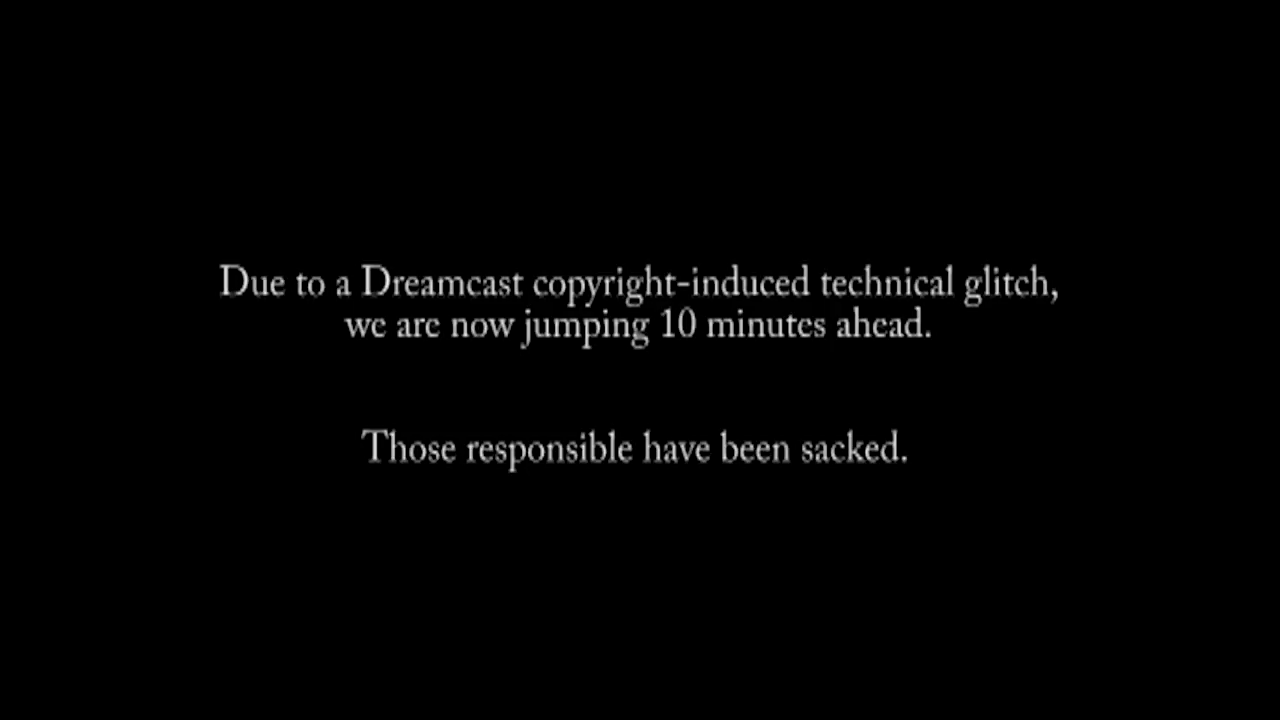 Due to a Dreamcast copyright-induced technical glitch,
we are now jumping 10 minutes ahead.
Those responsible have been sacked.